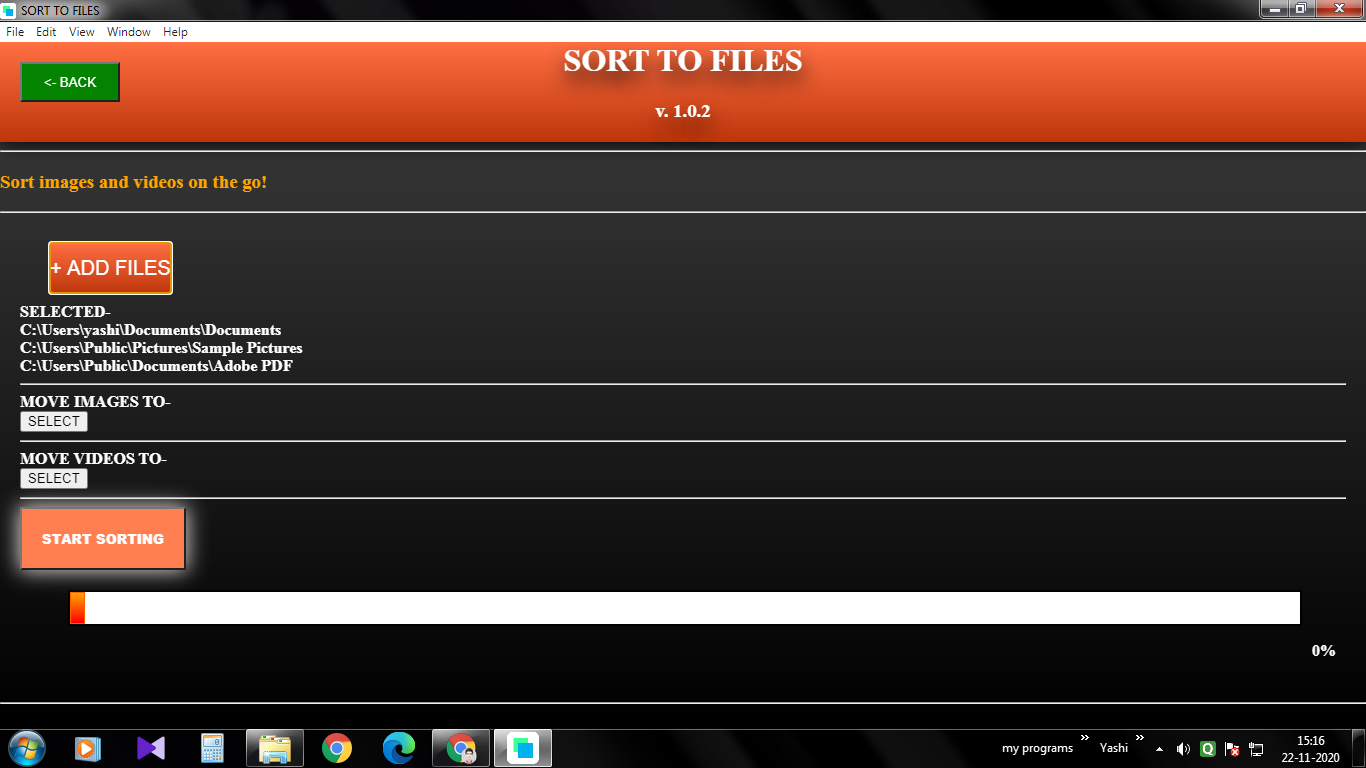 SORT TO FILES
File Edit View Window Help
<- BACK
SORT TO FILES
v. 1.0.2
Sort images and videos on the go!
+ ADD FILES
SELECTED-
C:\Users\yashi\Documents\Documents
C:\Users\Public\Pictures\Sample Pictures
C:\Users\Public\Documents\Adobe PDF
MOVE IMAGES TO-
SELECT
MOVE VIDEOS TO-
SELECT
START SORTING
0%
my programs » Yashi »
Q
15:16
22-11-2020